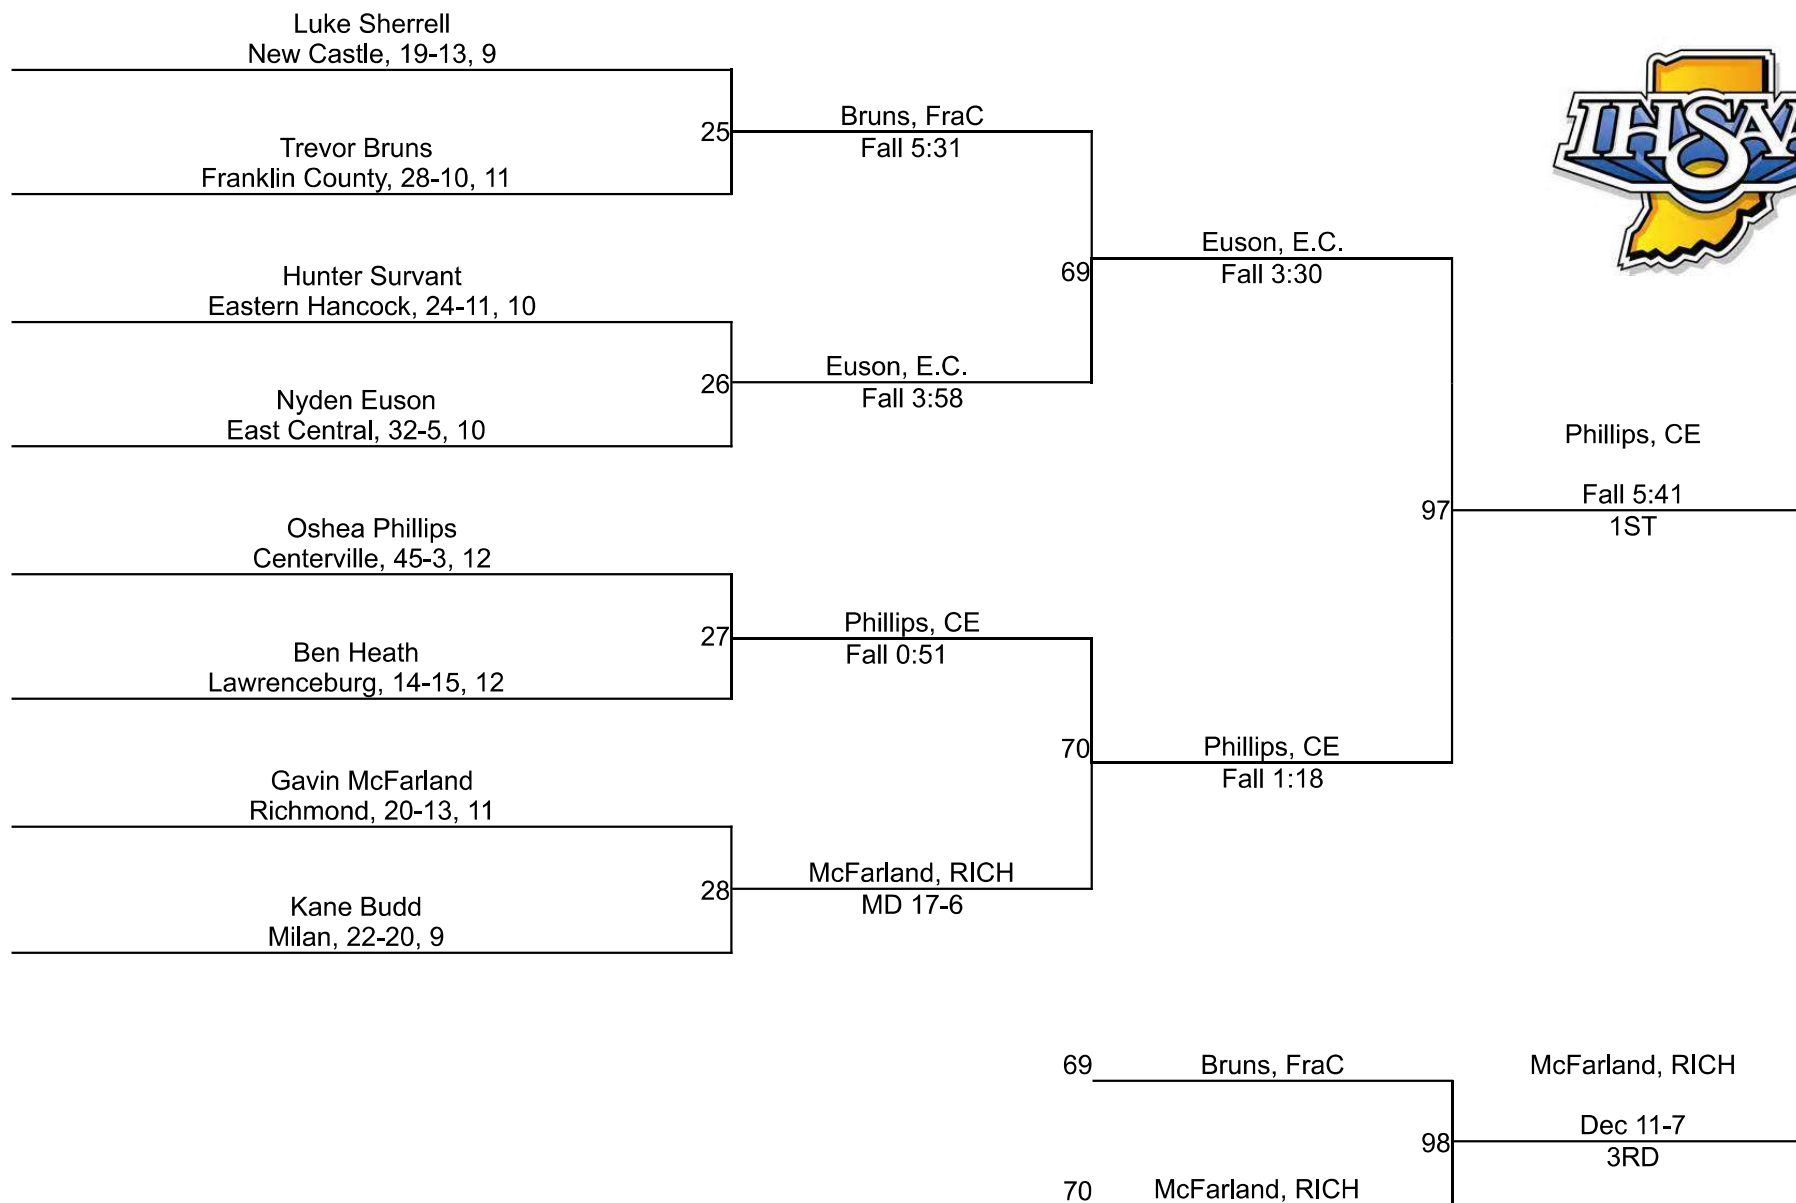 Luke Sherrell
New Castle, 19-13, 9
25
Bruns, FraC
Fall 5:31
Trevor Bruns
Franklin County, 28-10, 11
IHSAA
69
Euson, E.C.
Fall 3:30
Hunter Survant
Eastern Hancock, 24-11, 10
26
Euson, E.C.
Fall 3:58
Nyden Euson
East Central, 32-5, 10
97
Phillips, CE
Fall 5:41
1ST
Oshea Phillips
Centerville, 45-3, 12
27
Phillips, CE
Fall 0:51
Ben Heath
Lawrenceburg, 14-15, 12
70
Phillips, CE
Fall 1:18
Gavin McFarland
Richmond, 20-13, 11
28
McFarland, RICH
MD 17-6
Kane Budd
Milan, 22-20, 9
69
Bruns, FraC
McFarland, RICH
98
Dec 11-7
3RD
70
McFarland, RICH